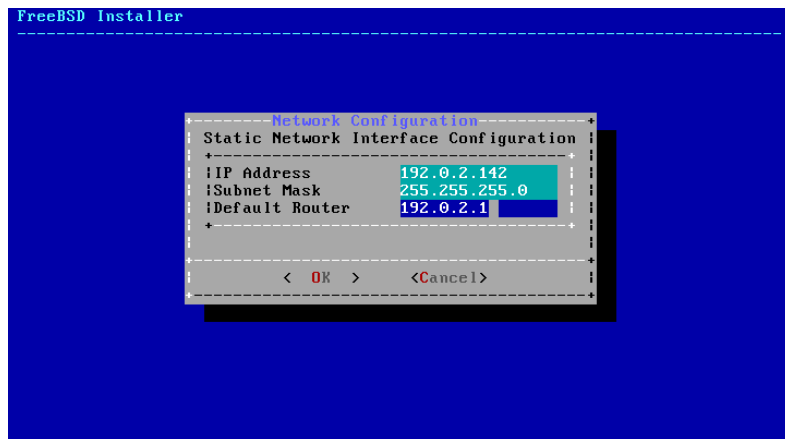 FreeBSD Installer
Network Configuration
Static Network Interface Configuration
IP Address 192.0.2.142
Subnet Mask 255.255.255.0
Default Router 192.0.2.1
< OK > <Cancel>